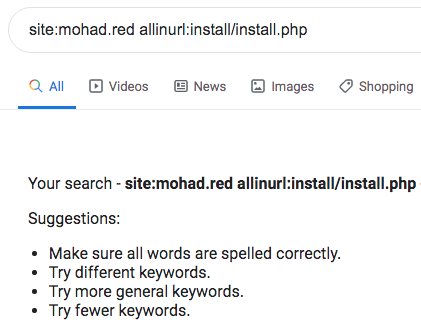 site:mohad.red allinurl:install/install.php
All Videos News Images Shopping
Your search - site:mohad.red allinurl:install/install.php -
Suggestions:
• Make sure all words are spelled correctly.
• Try different keywords.
• Try more general keywords.
• Try fewer keywords.